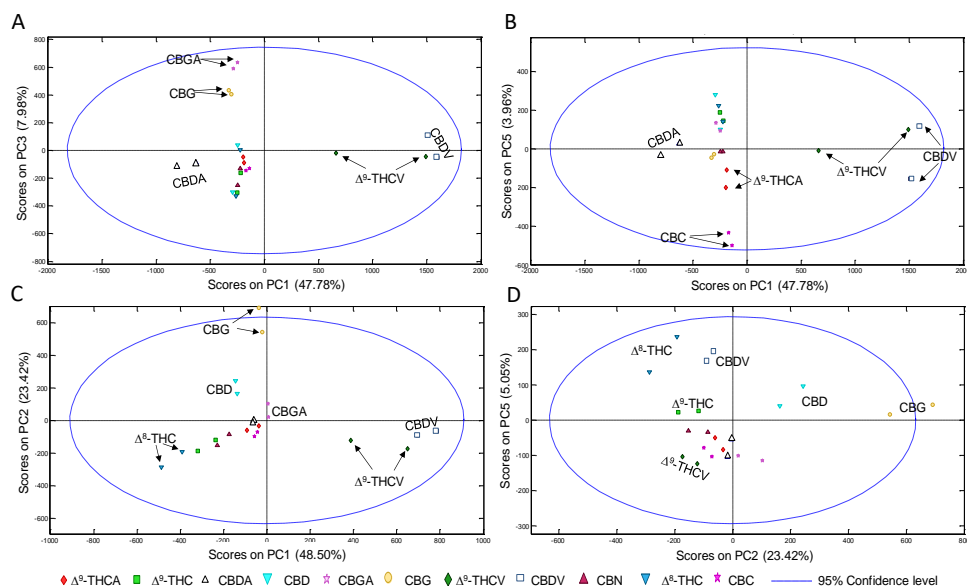 A
Scores on PC3 (7.98%)
800
600
400
200
0
-200
-400
-600
-800
CBGA
CBG
CBDA
Δ⁹-THCV
CBDV
-2000 -1500 -1000 -500 0 500 1000 1500 2000
Scores on PC1 (47.78%)
B
Scores on PC5 (3.96%)
400
200
0
-200
-400
-600
CBDA
Δ⁹-THCV
CBDV
Δ⁹-THCA
CBC
-2000 -1500 -1000 -500 0 500 1000 1500 2000
Scores on PC1 (47.78%)
C
Scores on PC2 (23.42%)
600
400
200
0
-200
-400
-600
CBG
CBD
CBGA
CBDV
Δ⁸-THC
Δ⁹-THCV
-1000 -800 -600 -400 -200 0 200 400 600 800 1000
Scores on PC1 (48.50%)
D
Scores on PC5 (5.05%)
300
200
100
0
-100
-200
-300
Δ⁸-THC
CBDV
CBD
CBG
Δ⁹-THC
Δ⁹-THCV
-600 -400 -200 0 200 400 600 800
Scores on PC2 (23.42%)
Δ⁹-THCA Δ⁹-THC CBDA CBD CBGA CBG Δ⁹-THCV CBDV CBN Δ⁸-THC CBC 95% Confidence level